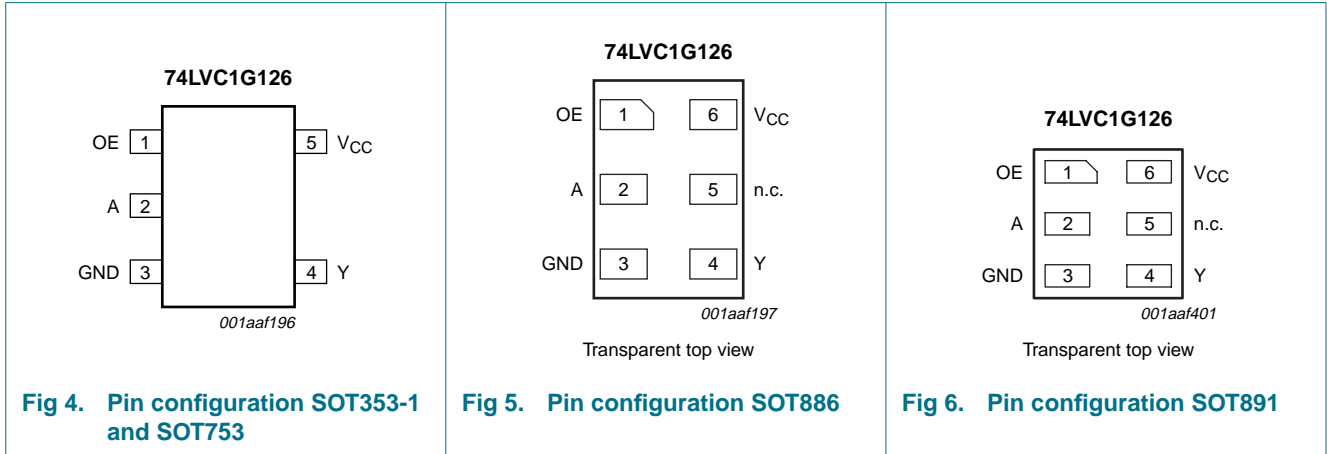 74LVC1G126
OE 1 5 VCC
A 2
GND 3 4 Y
001aaf196
Fig 4. Pin configuration SOT353-1
and SOT753
74LVC1G126
OE 1 6 VCC
A 2 5 n.c.
GND 3 4 Y
001aaf197
Transparent top view
Fig 5. Pin configuration SOT886
74LVC1G126
OE 1 6 VCC
A 2 5 n.c.
GND 3 4 Y
001aaf401
Transparent top view
Fig 6. Pin configuration SOT891